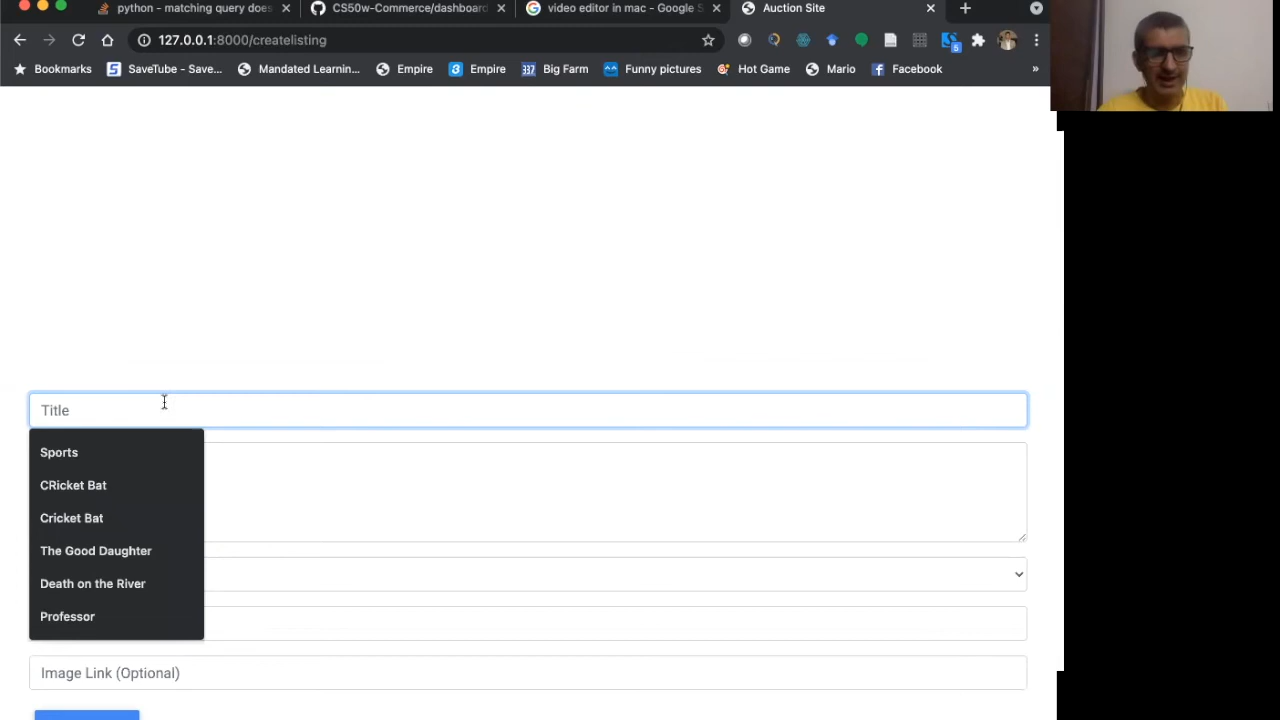 python - matching query does
CS50w-Commerce/dashboard
video editor in mac - Google S
Auction Site
127.0.0.1:8000/createlisting
5
Bookmarks
SaveTube - Save...
Mandated Learnin...
Empire
Empire
Big Farm
Funny pictures
Hot Game
Mario
Facebook
»
Title
Sports
CRicket Bat
Cricket Bat
The Good Daughter
Death on the River
Professor
Image Link (Optional)